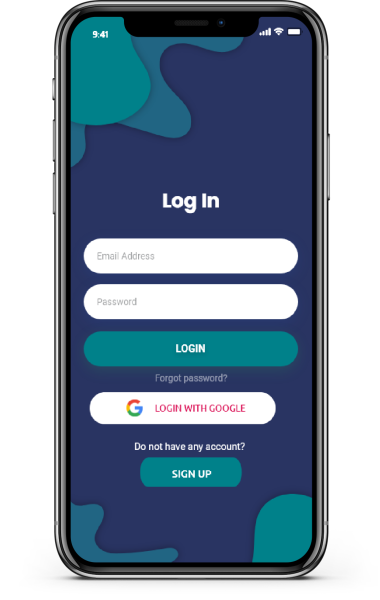 9:41
Log In
Email Address
Password
LOGIN
Forgot password?
LOGIN WITH GOOGLE
Do not have any account?
SIGN UP